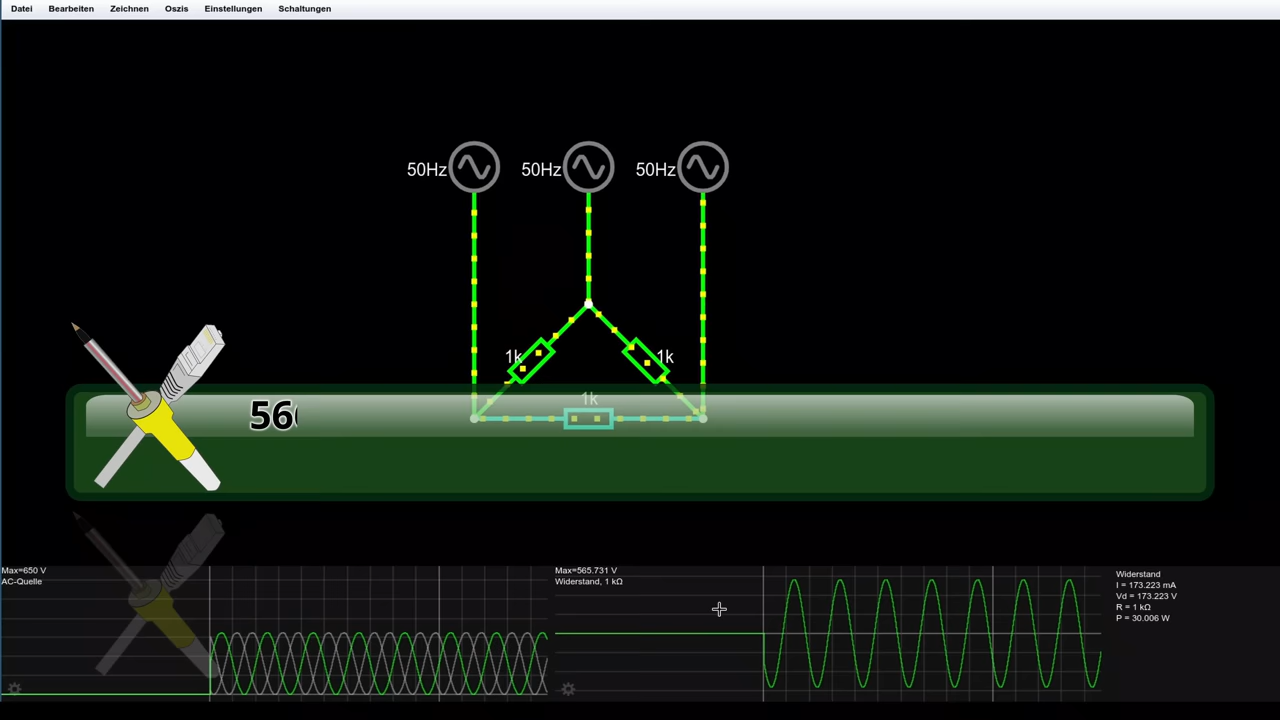 Datei Bearbeiten Zeichnen Oszis Einstellungen Schaltungen
50Hz 50Hz 50Hz
1k 1k
1k
56
Max=650 V
AC-Quelle
Max=565.731 V
Widerstand, 1 kΩ
Widerstand
I = 173.223 mA
Vd = 173.223 V
R = 1 kΩ
P = 30.006 W